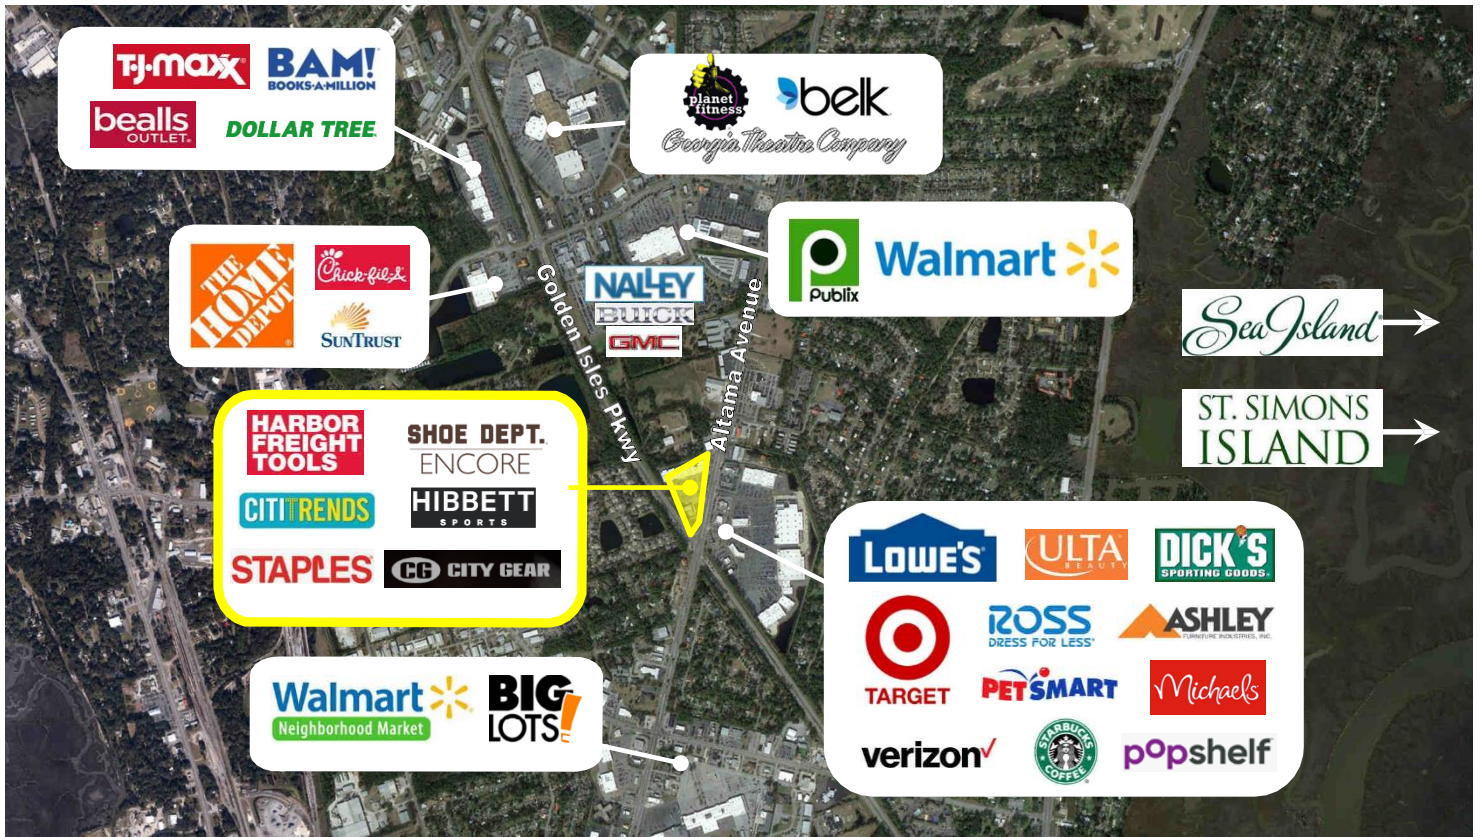 T·J·maxx
BAM!
BOOKS·A·MILLION
bealls
OUTLET
DOLLAR TREE
planet
fitness
belk
Georgia Theatre Company
THE
HOME
DEPOT
Chick-fil-A
SUNTRUST
Publix
Walmart
NALLEY
BUICK
GMC
Golden Isles Pkwy
Altama Avenue
Sea Island
ST. SIMONS
ISLAND
HARBOR
FREIGHT
TOOLS
SHOE DEPT.
ENCORE
CITITRENDS
HIBBETT
SPORTS
STAPLES
CG CITY GEAR
LOWE'S
ULTA
BEAUTY
DICK'S
SPORTING GOODS
TARGET
ROSS
DRESS FOR LESS
ASHLEY
FURNITURE INDUSTRIES, INC.
PETSMART
Michaels
verizon
STARBUCKS
COFFEE
popshelf
Walmart
Neighborhood Market
BIG
LOTS!